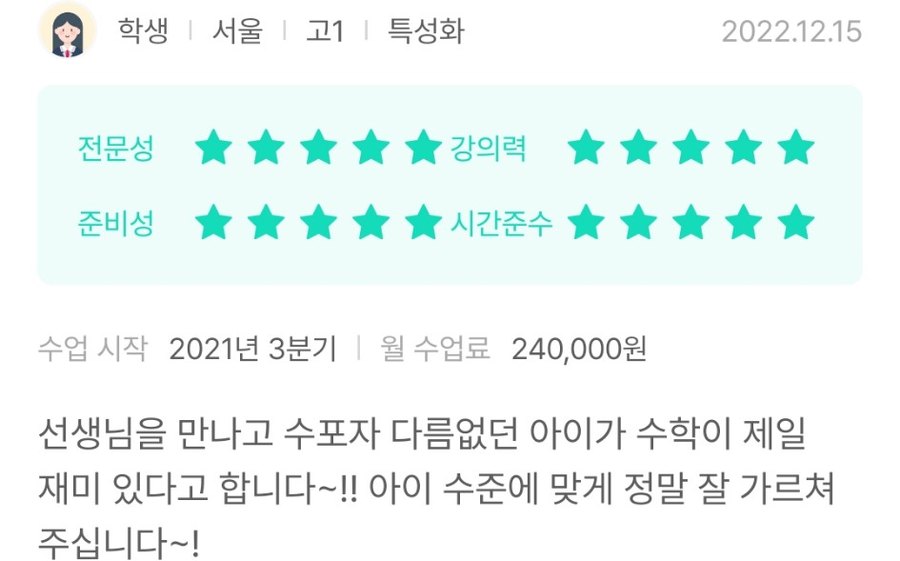 학생 | 서울 | 고1 | 특성화 2022.12.15
전문성 ★★★★★ 강의력 ★★★★★
준비성 ★★★★★ 시간준수 ★★★★★
수업 시작 2021년 3분기 | 월 수업료 240,000원
선생님을 만나고 수포자 다름없던 아이가 수학이 제일
재미 있다고 합니다~!! 아이 수준에 맞게 정말 잘 가르쳐
주십니다~!